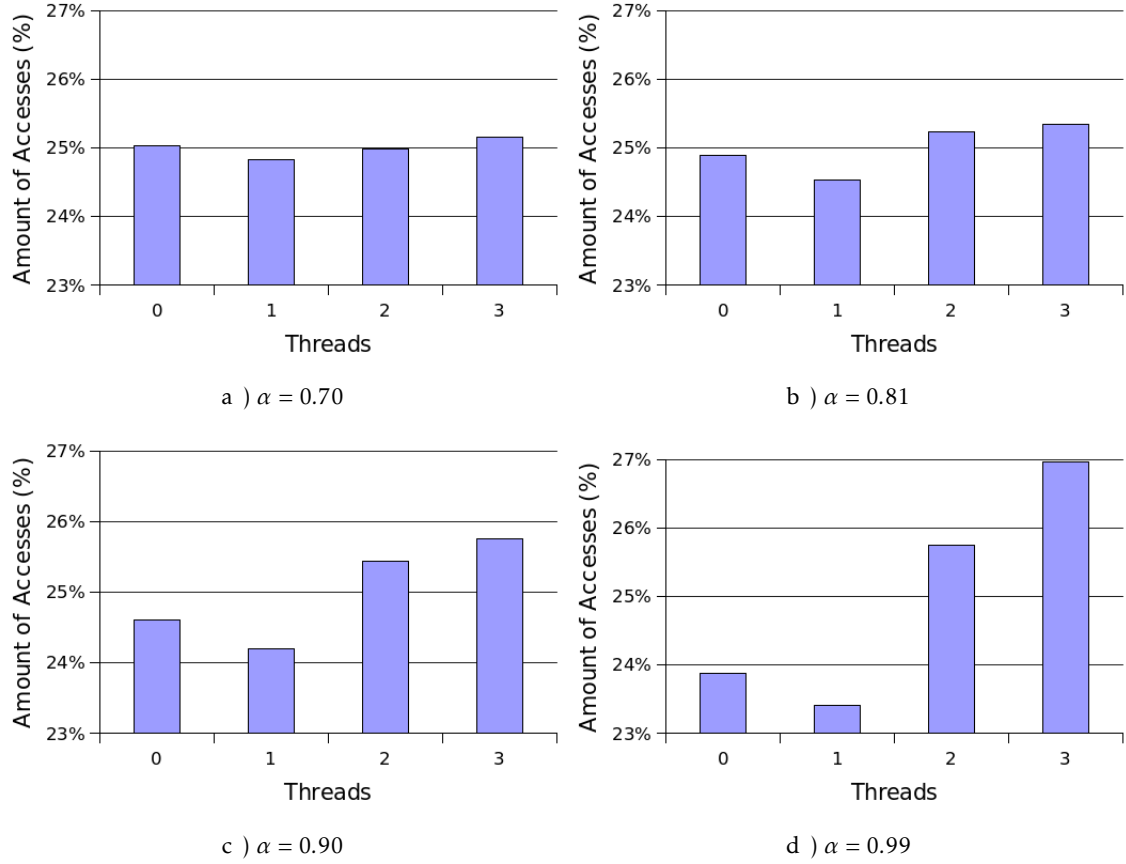 Amount of Accesses (%)
27%
26%
25%
24%
23%
0 1 2 3
Threads
a ) α = 0.70
Amount of Accesses (%)
27%
26%
25%
24%
23%
0 1 2 3
Threads
b ) α = 0.81
Amount of Accesses (%)
27%
26%
25%
24%
23%
0 1 2 3
Threads
c ) α = 0.90
Amount of Accesses (%)
27%
26%
25%
24%
23%
0 1 2 3
Threads
d ) α = 0.99